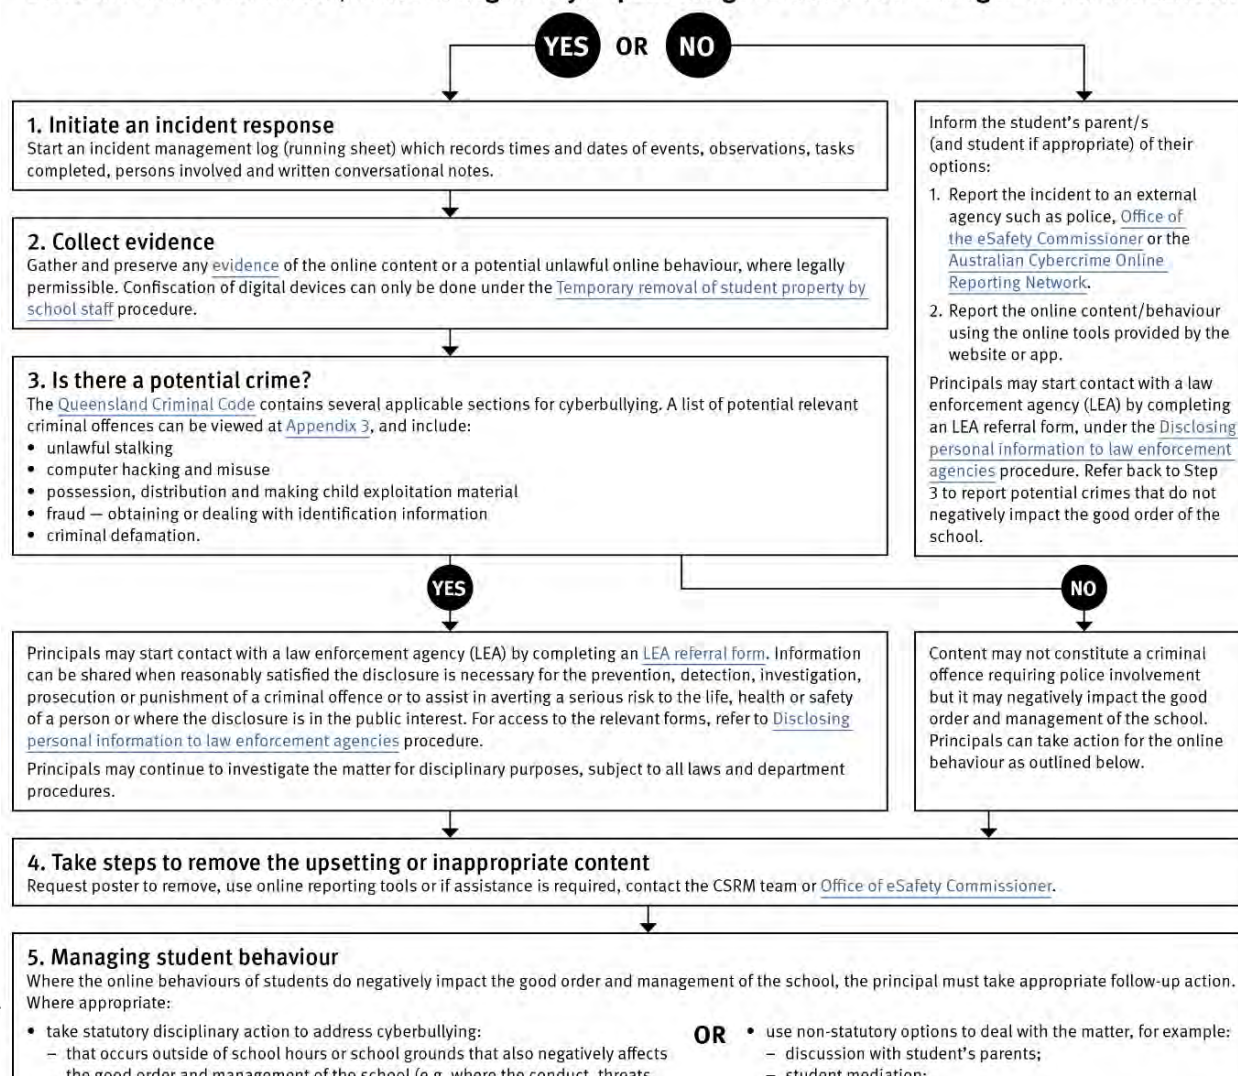 YES OR NO
1. Initiate an incident response
Start an incident management log (running sheet) which records times and dates of events, observations, tasks
completed, persons involved and written conversational notes.
2. Collect evidence
Gather and preserve any evidence of the online content or a potential unlawful online behaviour, where legally
permissible. Confiscation of digital devices can only be done under the Temporary removal of student property by
school staff procedure.
3. Is there a potential crime?
The Queensland Criminal Code contains several applicable sections for cyberbullying. A list of potential relevant
criminal offences can be viewed at Appendix 3, and include:
• unlawful stalking
• computer hacking and misuse
• possession, distribution and making child exploitation material
• fraud — obtaining or dealing with identification information
• criminal defamation.
Inform the student's parent/s
(and student if appropriate) of their
options:
1. Report the incident to an external
agency such as police, Office of
the eSafety Commissioner or the
Australian Cybercrime Online
Reporting Network.
2. Report the online content/behaviour
using the online tools provided by the
website or app.
Principals may start contact with a law
enforcement agency (LEA) by completing
an LEA referral form, under the Disclosing
personal information to law enforcement
agencies procedure. Refer back to Step
3 to report potential crimes that do not
negatively impact the good order of the
school.
YES
NO
Principals may start contact with a law enforcement agency (LEA) by completing an LEA referral form. Information
can be shared when reasonably satisfied the disclosure is necessary for the prevention, detection, investigation,
prosecution or punishment of a criminal offence or to assist in averting a serious risk to the life, health or safety
of a person or where the disclosure is in the public interest. For access to the relevant forms, refer to Disclosing
personal information to law enforcement agencies procedure.
Principals may continue to investigate the matter for disciplinary purposes, subject to all laws and department
procedures.
Content may not constitute a criminal
offence requiring police involvement
but it may negatively impact the good
order and management of the school.
Principals can take action for the online
behaviour as outlined below.
4. Take steps to remove the upsetting or inappropriate content
Request poster to remove, use online reporting tools or if assistance is required, contact the CSRM team or Office of eSafety Commissioner.
5. Managing student behaviour
Where the online behaviours of students do negatively impact the good order and management of the school, the principal must take appropriate follow-up action.
Where appropriate:
• take statutory disciplinary action to address cyberbullying:
– that occurs outside of school hours or school grounds that also negatively affects
the good order and management of the school (e.g. where the conduct, threats
OR
• use non-statutory options to deal with the matter, for example:
– discussion with student's parents;
– student mediation;